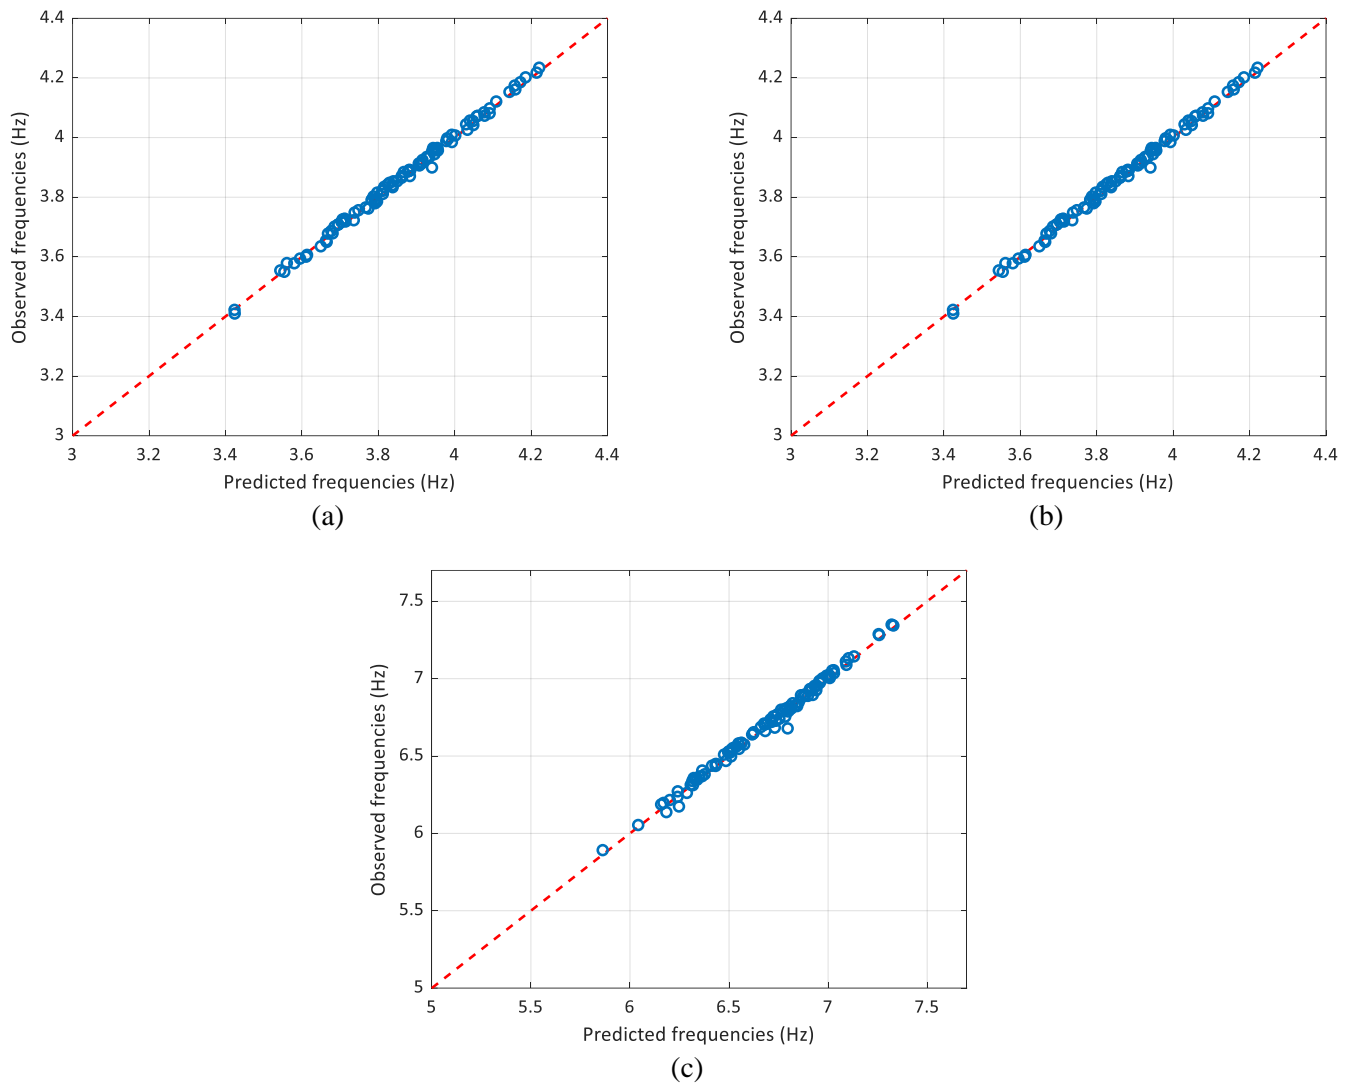 4.4
4.2
4
3.8
3.6
3.4
3.2
3
Observed frequencies (Hz)
3 3.2 3.4 3.6 3.8 4 4.2 4.4
Predicted frequencies (Hz)
(a)
4.4
4.2
4
3.8
3.6
3.4
3.2
3
Observed frequencies (Hz)
3 3.2 3.4 3.6 3.8 4 4.2 4.4
Predicted frequencies (Hz)
(b)
7.5
7
6.5
6
5.5
5
Observed frequencies (Hz)
5 5.5 6 6.5 7 7.5
Predicted frequencies (Hz)
(c)